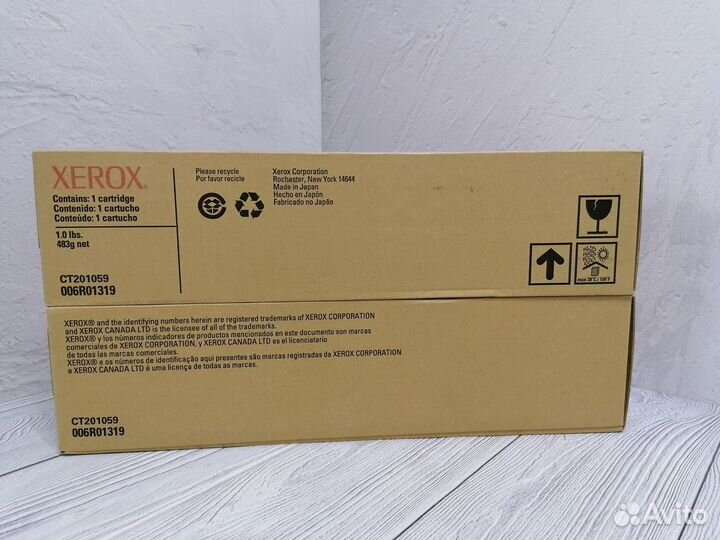 XEROX®
Contains: 1 cartridge
Contenido: 1 cartucho
Conteúdo: 1 cartucho
1.0 lbs.
483g net
CT201059
006R01319
Please recycle
Por favor recicle
Xerox Corporation
Rochester, New York 14644
Made in Japan
Hecho en Japón
Fabricado no Japão
max 38°C / 100°F
XEROX® and the identifying numbers herein are registered trademarks of XEROX CORPORATION
and XEROX CANADA LTD is the licensee of all of the trademarks.
XEROX® y los números indicadores de productos mencionados en este documento son marcas
comerciales de XEROX CORPORATION, y XEROX CANADA LTD es el licenciatario
de todas las marcas comerciales.
XEROX® e os números de identificação aqui presentes são marcas registradas da XEROX CORPORATION
e XEROX CANADA LTD é uma licença de todas as marcas.
CT201059
006R01319
Avito